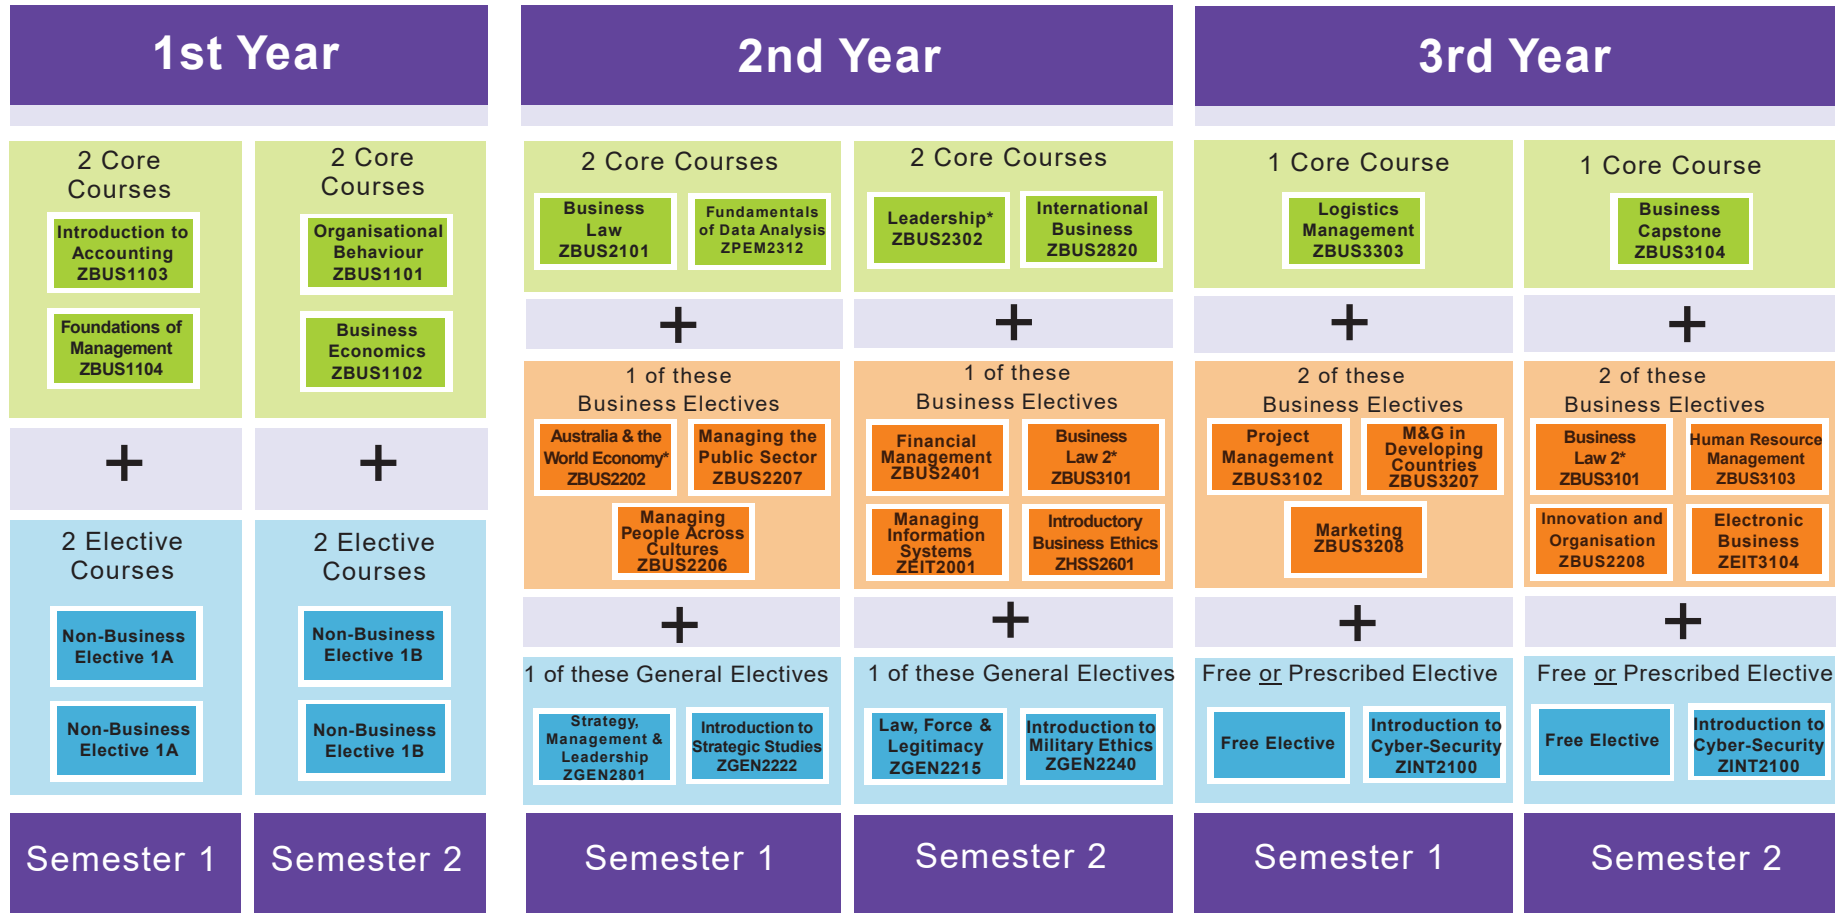 1st Year
2 Core
Courses
Introduction to
Accounting
ZBUS1103
Foundations of
Management
ZBUS1104
+
2 Elective
Courses
Non-Business
Elective 1A
Non-Business
Elective 1A
Semester 1
2 Core
Courses
Organisational
Behaviour
ZBUS1101
Business
Economics
ZBUS1102
+
2 Elective
Courses
Non-Business
Elective 1B
Non-Business
Elective 1B
Semester 2
2nd Year
2 Core Courses
Business
Law
ZBUS2101
Fundamentals
of Data Analysis
ZPEM2312
+
1 of these
Business Electives
Australia & the
World Economy*
ZBUS2202
Managing the
Public Sector
ZBUS2207
Managing
People Across
Cultures
ZBUS2206
+
1 of these General Electives
Strategy,
Management &
Leadership
ZGEN2801
Introduction to
Strategic Studies
ZGEN2222
Semester 1
2 Core Courses
Leadership*
ZBUS2302
International
Business
ZBUS2820
+
1 of these
Business Electives
Financial
Management
ZBUS2401
Business
Law 2*
ZBUS3101
Managing
Information
Systems
ZEIT2001
Introductory
Business Ethics
ZHSS2601
+
1 of these General Electives
Law, Force &
Legitimacy
ZGEN2215
Introduction to
Military Ethics
ZGEN2240
Semester 2
3rd Year
1 Core Course
Logistics
Management
ZBUS3303
+
2 of these
Business Electives
Project
Management
ZBUS3102
M&G in
Developing
Countries
ZBUS3207
Marketing
ZBUS3208
+
Free or Prescribed Elective
Free Elective
Introduction to
Cyber-Security
ZINT2100
Semester 1
1 Core Course
Business
Capstone
ZBUS3104
+
2 of these
Business Electives
Business
Law 2*
ZBUS3101
Human Resource
Management
ZBUS3103
Innovation and
Organisation
ZBUS2208
Electronic
Business
ZEIT3104
+
Free or Prescribed Elective
Free Elective
Introduction to
Cyber-Security
ZINT2100
Semester 2